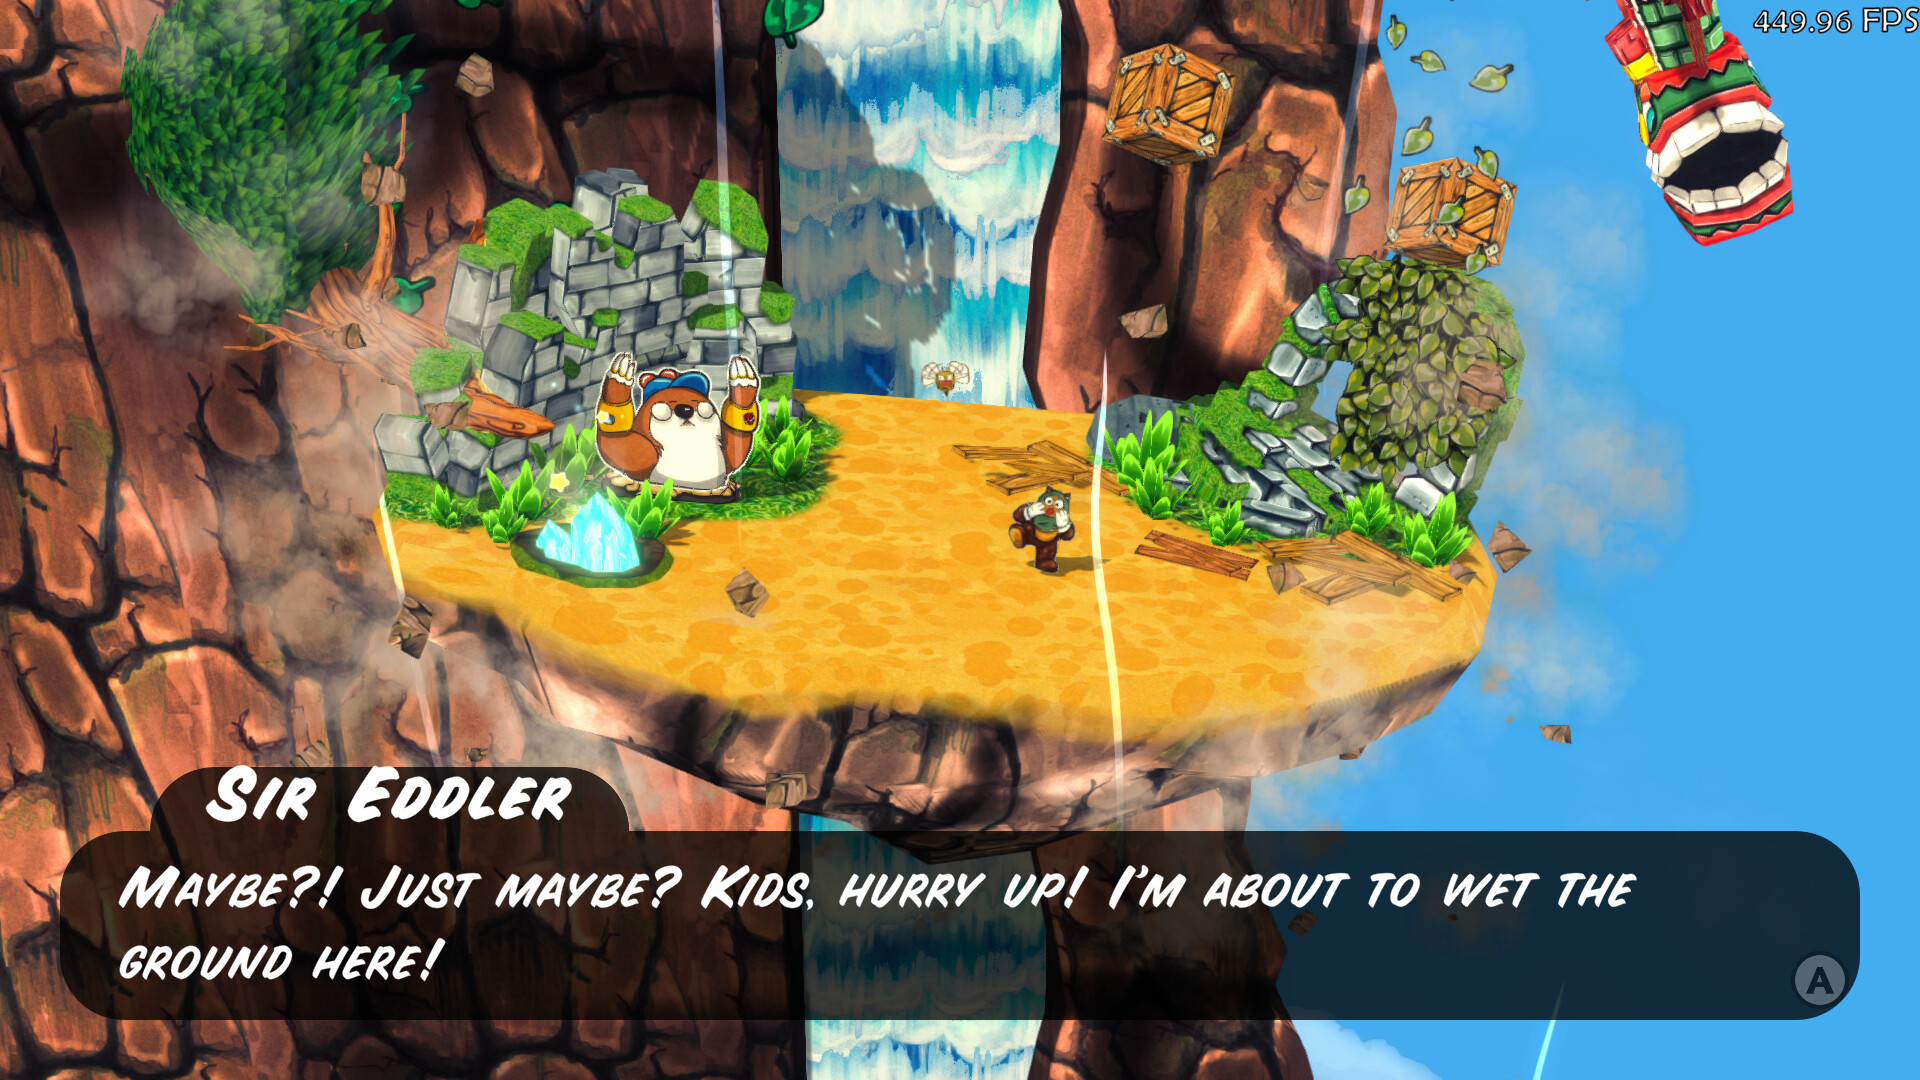 449.96 FPS
Sir Eddler
Maybe?! Just maybe? Kids, hurry up! I'm about to wet the
ground here!
A